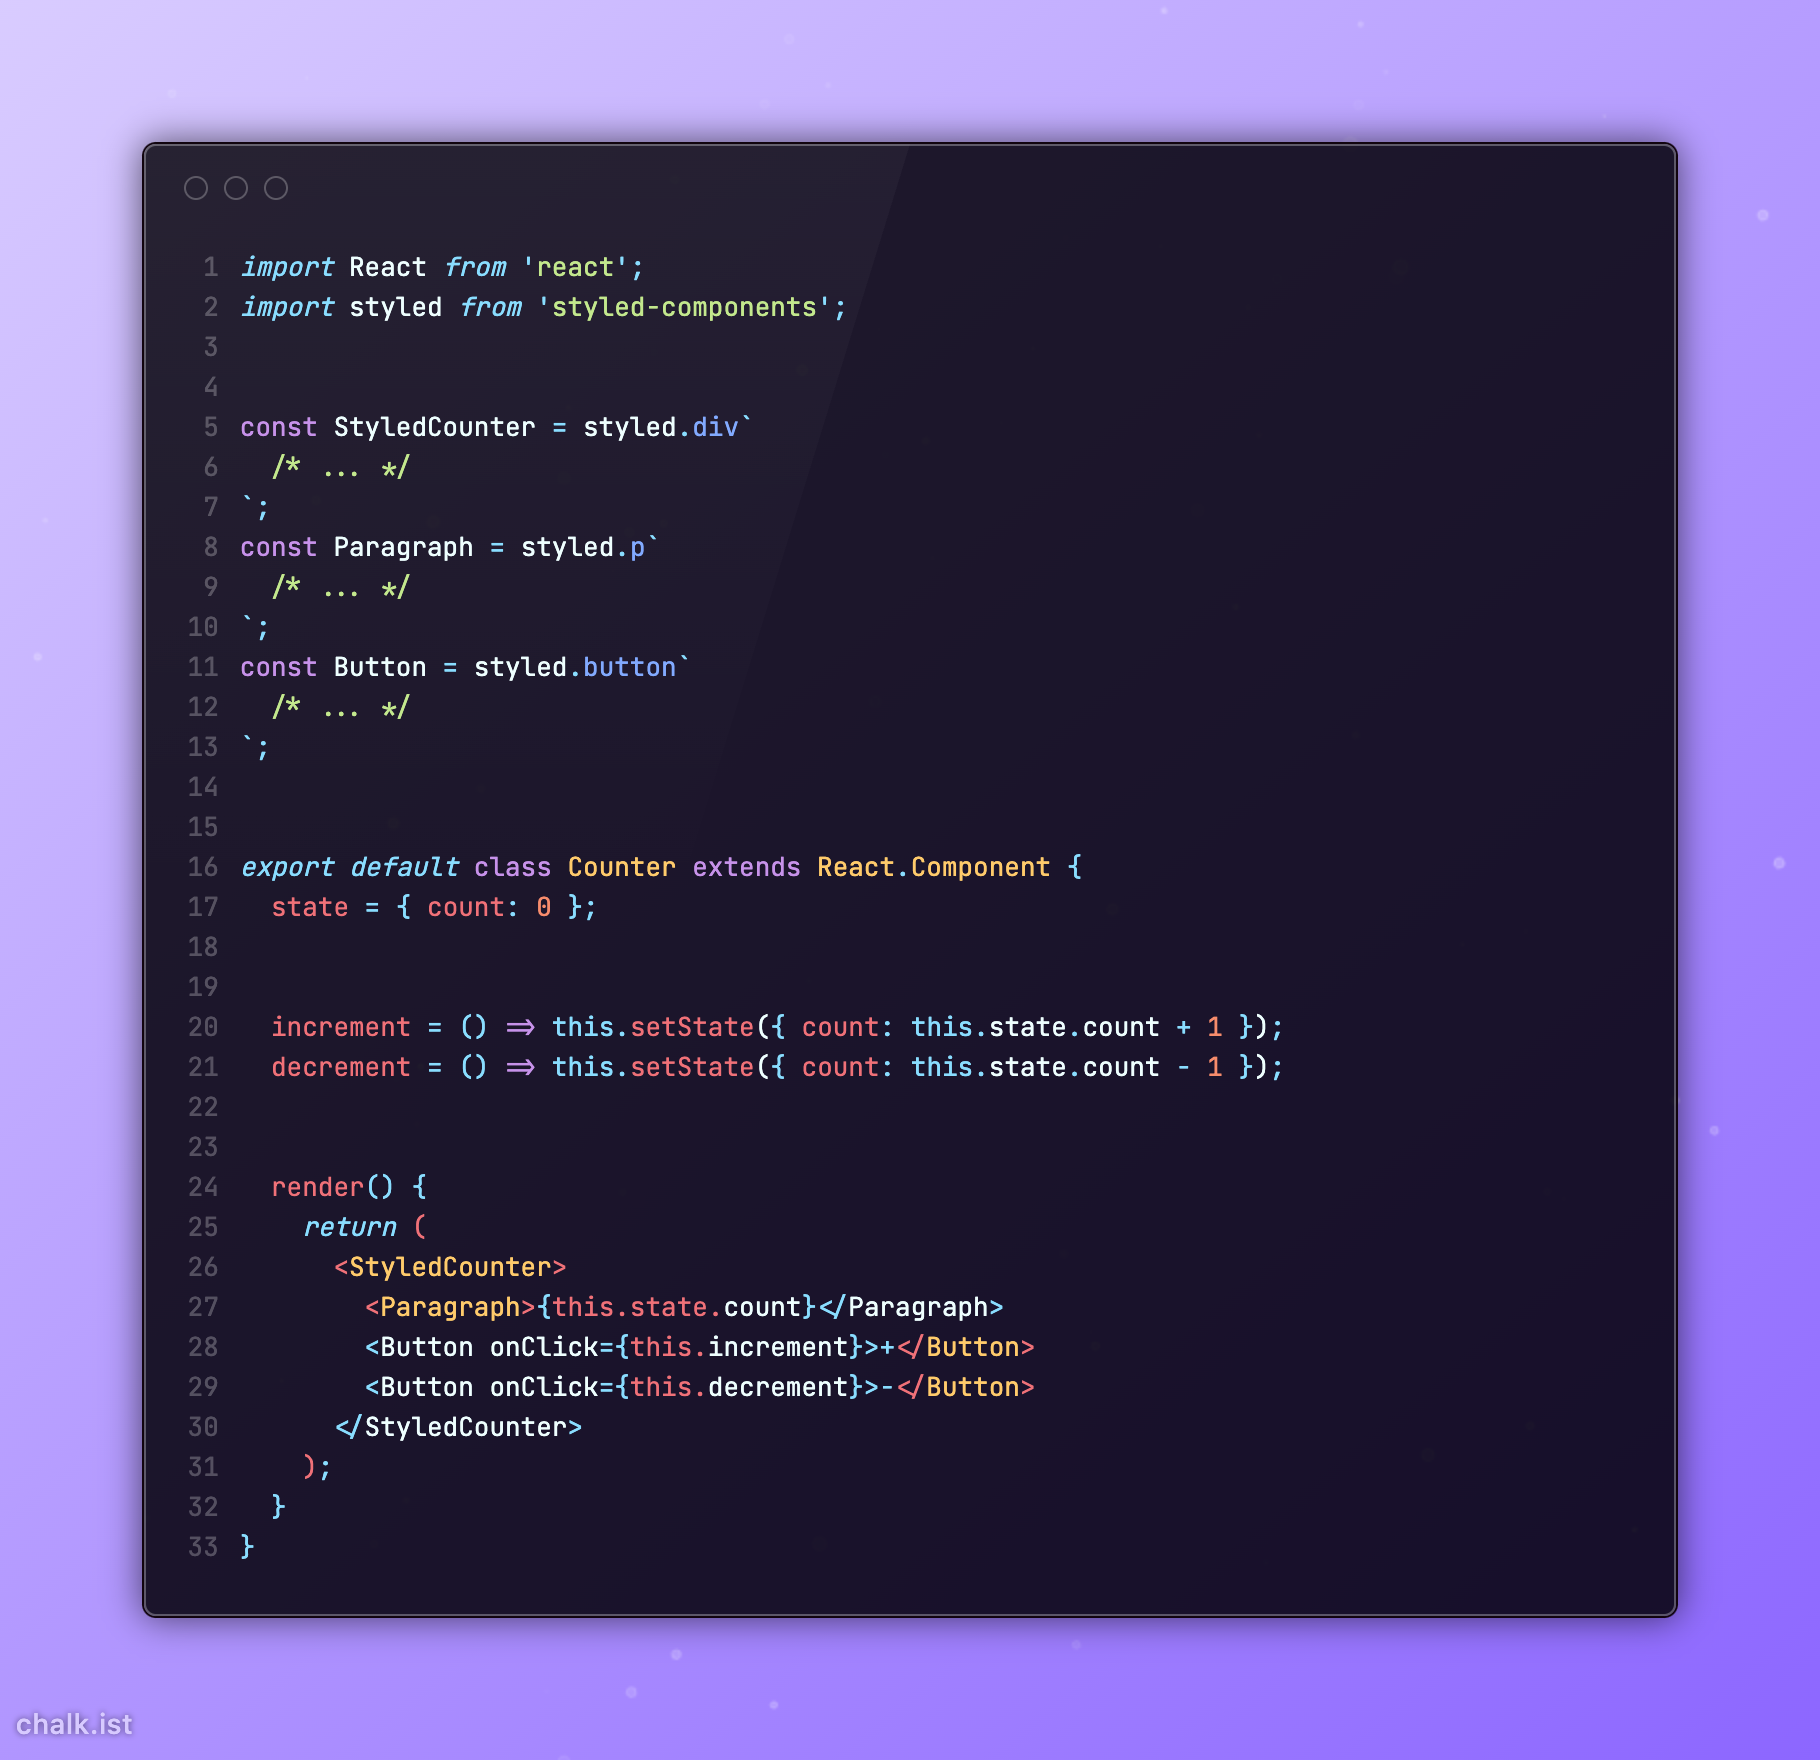 1 import React from 'react';
2 import styled from 'styled-components';
3
4
5 const StyledCounter = styled.div`
6   /* ... */
7 `;
8 const Paragraph = styled.p`
9   /* ... */
10 `;
11 const Button = styled.button`
12   /* ... */
13 `;
14
15
16 export default class Counter extends React.Component {
17   state = { count: 0 };
18
19
20   increment = () => this.setState({ count: this.state.count + 1 });
21   decrement = () => this.setState({ count: this.state.count - 1 });
22
23
24   render() {
25     return (
26       <StyledCounter>
27         <Paragraph>{this.state.count}</Paragraph>
28         <Button onClick={this.increment}>+</Button>
29         <Button onClick={this.decrement}>-</Button>
30       </StyledCounter>
31     );
32   }
33 }
chalk.ist